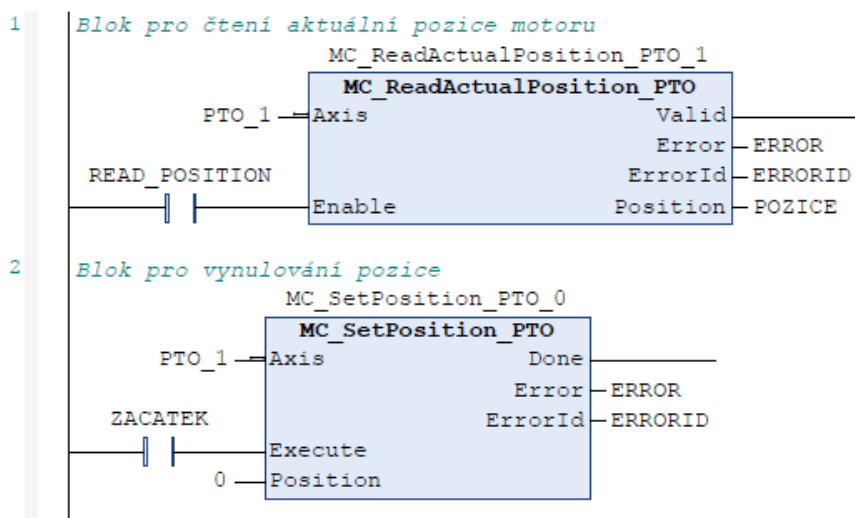 1 Blok pro čtení aktuální pozice motoru
MC_ReadActualPosition_PTO_1
MC_ReadActualPosition_PTO
PTO_1 Axis Valid
Error ERROR
READ_POSITION ErrorId ERRORID
Enable Position POZICE
2 Blok pro vynulování pozice
MC_SetPosition_PTO_0
MC_SetPosition_PTO
PTO_1 Axis Done
Error ERROR
ZACATEK ErrorId ERRORID
Execute
0 Position